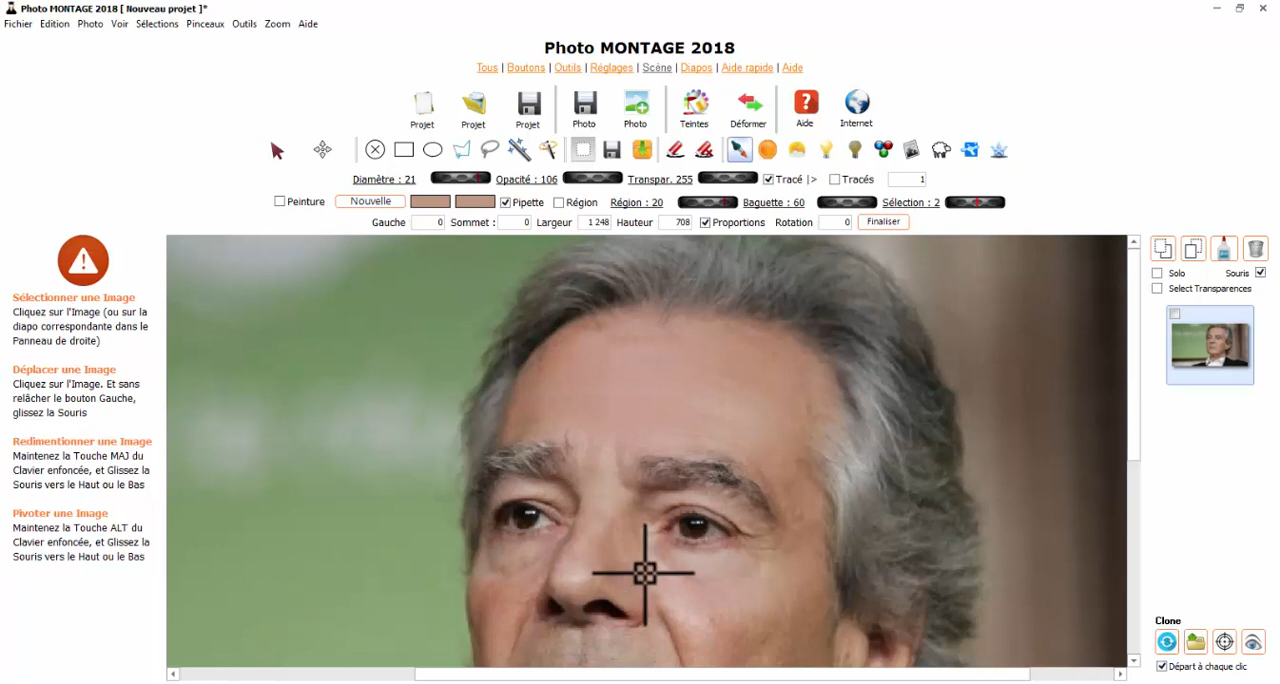 Photo MONTAGE 2018 [ Nouveau projet ]*
Fichier Edition Photo Voir Sélections Pinceaux Outils Zoom Aide
Photo MONTAGE 2018
Tous | Boutons | Outils | Réglages | Scène | Diapos | Aide rapide | Aide
Projet Projet Projet Photo Photo Teintes Déformer Aide Internet
Diamètre : 21 Opacité : 106 Transpar. 255 Tracé |> Tracés 1
Peinture Nouvelle Pipette Région Région : 20 Baguette : 60 Sélection : 2
Gauche 0 Sommet : 0 Largeur 1 248 Hauteur 708 Proportions Rotation 0 Finaliser
Sélectionner une Image
Cliquez sur l'Image (ou sur la
diapo correspondante dans le
Panneau de droite)
Déplacer une Image
Cliquez sur l'Image. Et sans
relâcher le bouton Gauche,
glissez la Souris
Redimentionner une Image
Maintenez la Touche MAJ du
Clavier enfoncée, et Glissez la
Souris vers le Haut ou le Bas
Pivoter une Image
Maintenez la Touche ALT du
Clavier enfoncée, et Glissez la
Souris vers le Haut ou le Bas
Solo Souris
Select Transparences
Clone
Départ à chaque clic